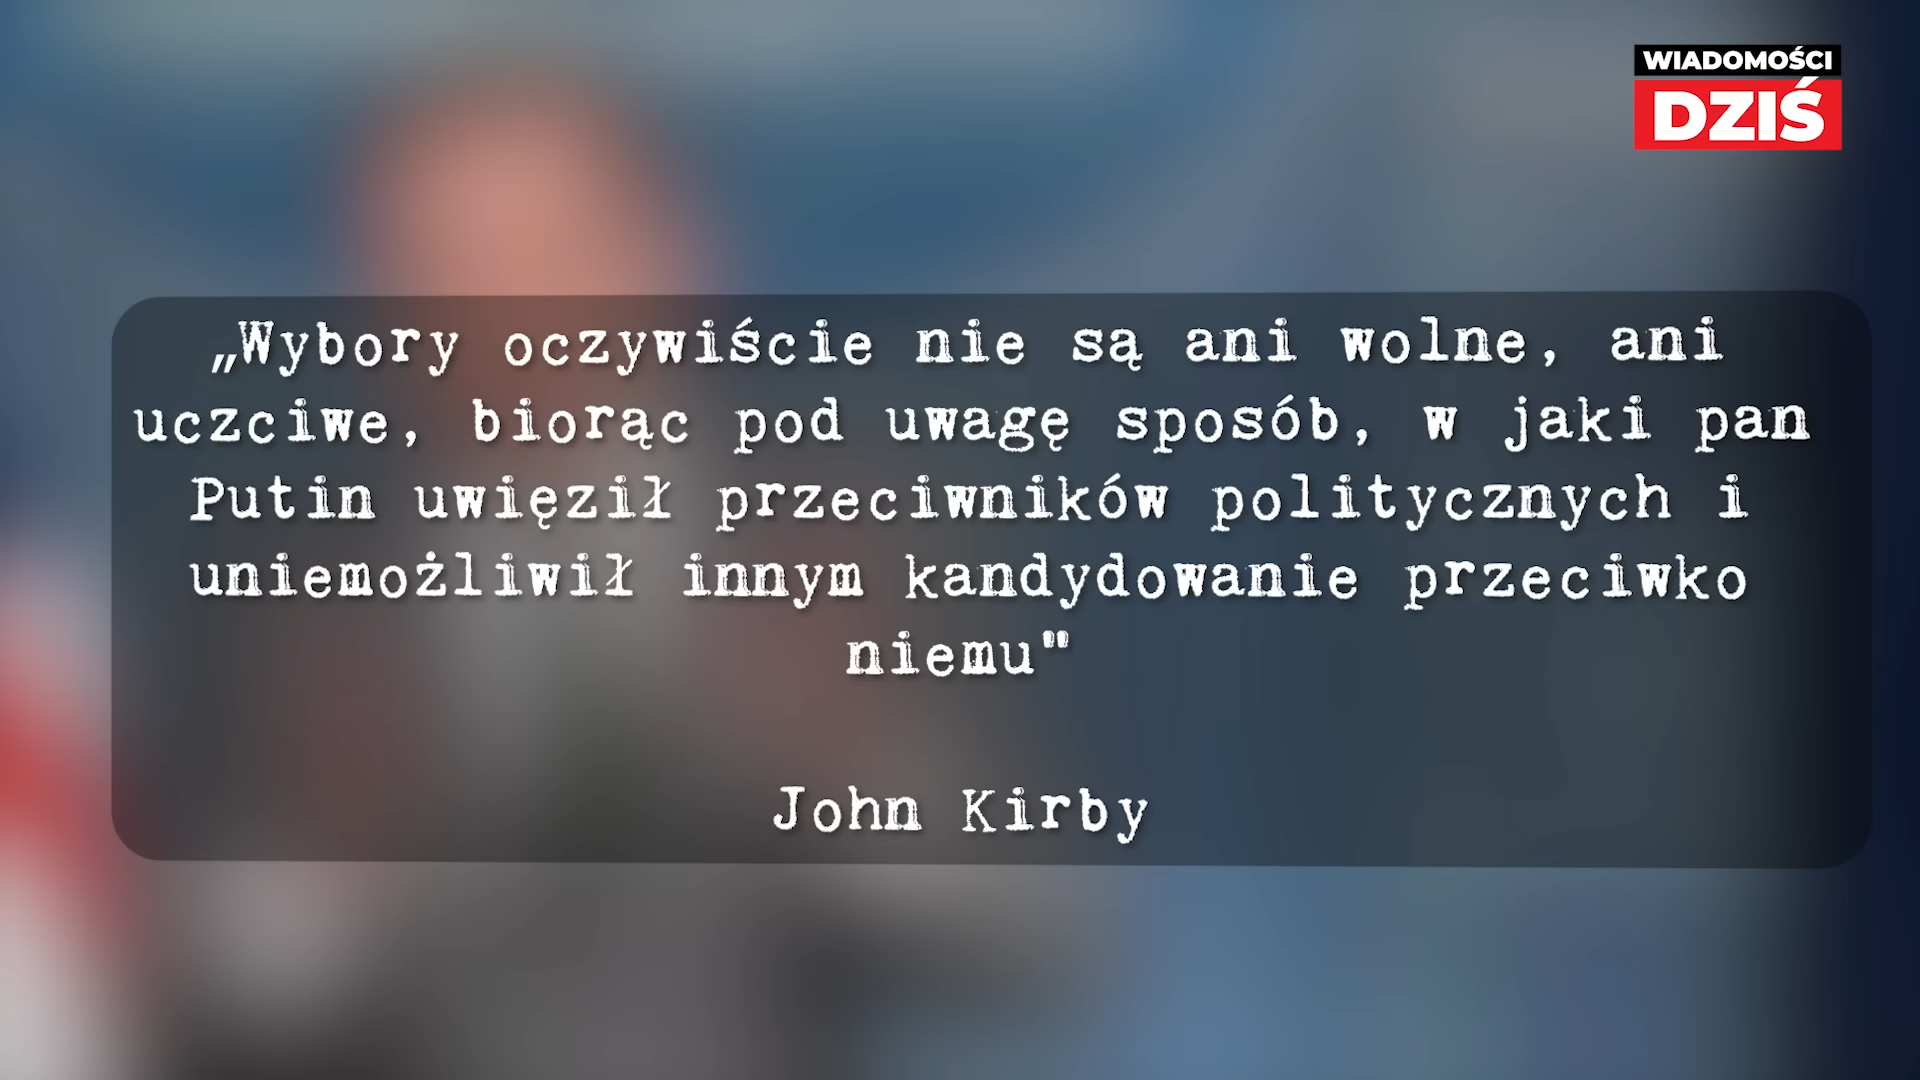 WIADOMOŚCI
DZIŚ
„Wybory oczywiście nie są ani wolne, ani
uczciwe, biorąc pod uwagę sposób, w jaki pan
Putin uwięził przeciwników politycznych i
uniemożliwił innym kandydowanie przeciwko
niemu"
John Kirby